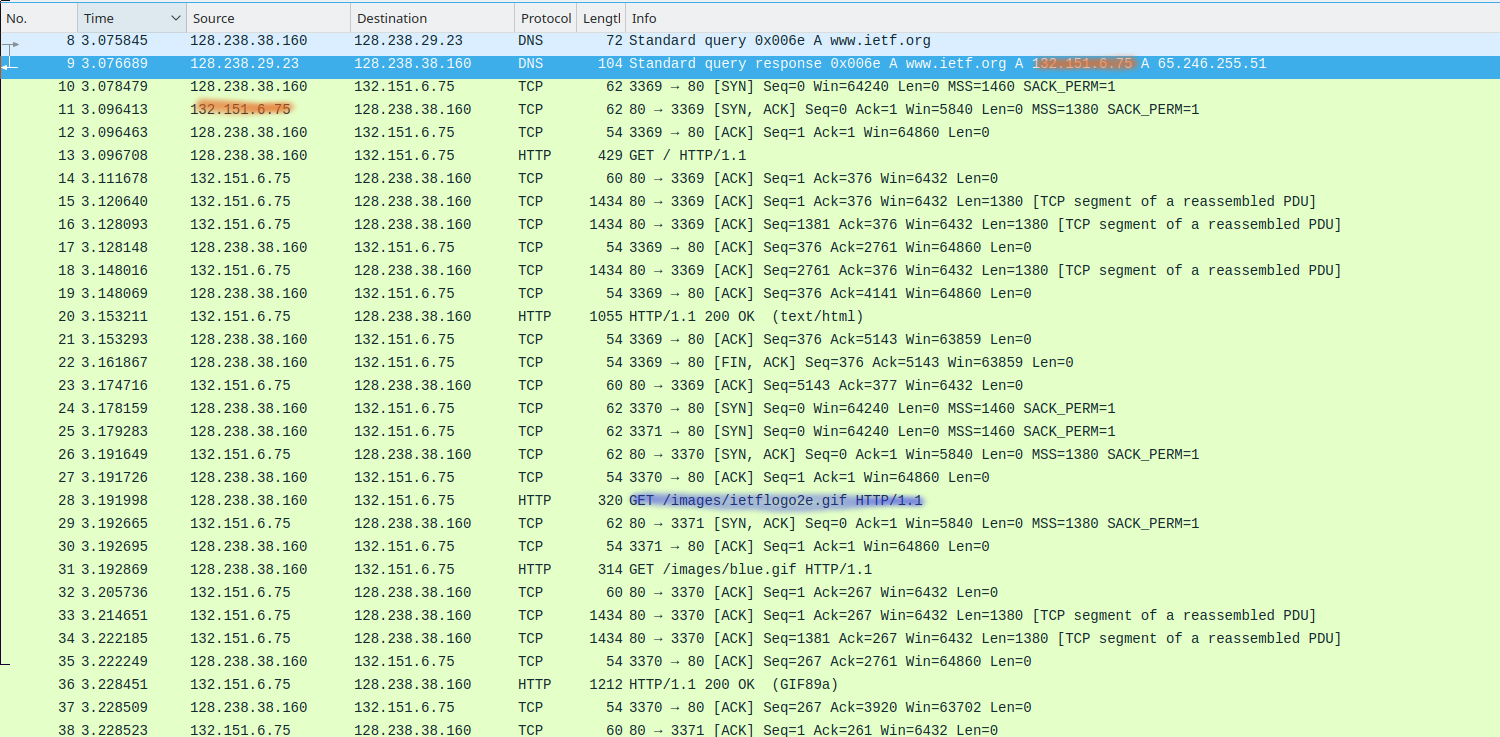 No. Time Source Destination Protocol Lengtl Info
8 3.075845 128.238.38.160 128.238.29.23 DNS 72 Standard query 0x006e A www.ietf.org
9 3.076689 128.238.29.23 128.238.38.160 DNS 104 Standard query response 0x006e A www.ietf.org A 132.151.6.75 A 65.246.255.51
10 3.078479 128.238.38.160 132.151.6.75 TCP 62 3369 → 80 [SYN] Seq=0 Win=64240 Len=0 MSS=1460 SACK_PERM=1
11 3.096413 132.151.6.75 128.238.38.160 TCP 62 80 → 3369 [SYN, ACK] Seq=0 Ack=1 Win=5840 Len=0 MSS=1380 SACK_PERM=1
12 3.096463 128.238.38.160 132.151.6.75 TCP 54 3369 → 80 [ACK] Seq=1 Ack=1 Win=64860 Len=0
13 3.096708 128.238.38.160 132.151.6.75 HTTP 429 GET / HTTP/1.1
14 3.111678 132.151.6.75 128.238.38.160 TCP 60 80 → 3369 [ACK] Seq=1 Ack=376 Win=6432 Len=0
15 3.120640 132.151.6.75 128.238.38.160 TCP 1434 80 → 3369 [ACK] Seq=1 Ack=376 Win=6432 Len=1380 [TCP segment of a reassembled PDU]
16 3.128093 132.151.6.75 128.238.38.160 TCP 1434 80 → 3369 [ACK] Seq=1381 Ack=376 Win=6432 Len=1380 [TCP segment of a reassembled PDU]
17 3.128148 128.238.38.160 132.151.6.75 TCP 54 3369 → 80 [ACK] Seq=376 Ack=2761 Win=64860 Len=0
18 3.148016 132.151.6.75 128.238.38.160 TCP 1434 80 → 3369 [ACK] Seq=2761 Ack=376 Win=6432 Len=1380 [TCP segment of a reassembled PDU]
19 3.148069 128.238.38.160 132.151.6.75 TCP 54 3369 → 80 [ACK] Seq=376 Ack=4141 Win=64860 Len=0
20 3.153211 132.151.6.75 128.238.38.160 HTTP 1055 HTTP/1.1 200 OK (text/html)
21 3.153293 128.238.38.160 132.151.6.75 TCP 54 3369 → 80 [ACK] Seq=376 Ack=5143 Win=63859 Len=0
22 3.161867 128.238.38.160 132.151.6.75 TCP 54 3369 → 80 [FIN, ACK] Seq=376 Ack=5143 Win=63859 Len=0
23 3.174716 132.151.6.75 128.238.38.160 TCP 60 80 → 3369 [ACK] Seq=5143 Ack=377 Win=6432 Len=0
24 3.178159 128.238.38.160 132.151.6.75 TCP 62 3370 → 80 [SYN] Seq=0 Win=64240 Len=0 MSS=1460 SACK_PERM=1
25 3.179283 128.238.38.160 132.151.6.75 TCP 62 3371 → 80 [SYN] Seq=0 Win=64240 Len=0 MSS=1460 SACK_PERM=1
26 3.191649 132.151.6.75 128.238.38.160 TCP 62 80 → 3370 [SYN, ACK] Seq=0 Ack=1 Win=5840 Len=0 MSS=1380 SACK_PERM=1
27 3.191726 128.238.38.160 132.151.6.75 TCP 54 3370 → 80 [ACK] Seq=1 Ack=1 Win=64860 Len=0
28 3.191998 128.238.38.160 132.151.6.75 HTTP 320 GET /images/ietflogo2e.gif HTTP/1.1
29 3.192665 132.151.6.75 128.238.38.160 TCP 62 80 → 3371 [SYN, ACK] Seq=0 Ack=1 Win=5840 Len=0 MSS=1380 SACK_PERM=1
30 3.192695 128.238.38.160 132.151.6.75 TCP 54 3371 → 80 [ACK] Seq=1 Ack=1 Win=64860 Len=0
31 3.192869 128.238.38.160 132.151.6.75 HTTP 314 GET /images/blue.gif HTTP/1.1
32 3.205736 132.151.6.75 128.238.38.160 TCP 60 80 → 3370 [ACK] Seq=1 Ack=267 Win=6432 Len=0
33 3.214651 132.151.6.75 128.238.38.160 TCP 1434 80 → 3370 [ACK] Seq=1 Ack=267 Win=6432 Len=1380 [TCP segment of a reassembled PDU]
34 3.222185 132.151.6.75 128.238.38.160 TCP 1434 80 → 3370 [ACK] Seq=1381 Ack=267 Win=6432 Len=1380 [TCP segment of a reassembled PDU]
35 3.222249 128.238.38.160 132.151.6.75 TCP 54 3370 → 80 [ACK] Seq=267 Ack=2761 Win=64860 Len=0
36 3.228451 132.151.6.75 128.238.38.160 HTTP 1212 HTTP/1.1 200 OK (GIF89a)
37 3.228509 128.238.38.160 132.151.6.75 TCP 54 3370 → 80 [ACK] Seq=267 Ack=3920 Win=63702 Len=0
38 3.228523 132.151.6.75 128.238.38.160 TCP 60 80 → 3371 [ACK] Seq=1 Ack=261 Win=6432 Len=0